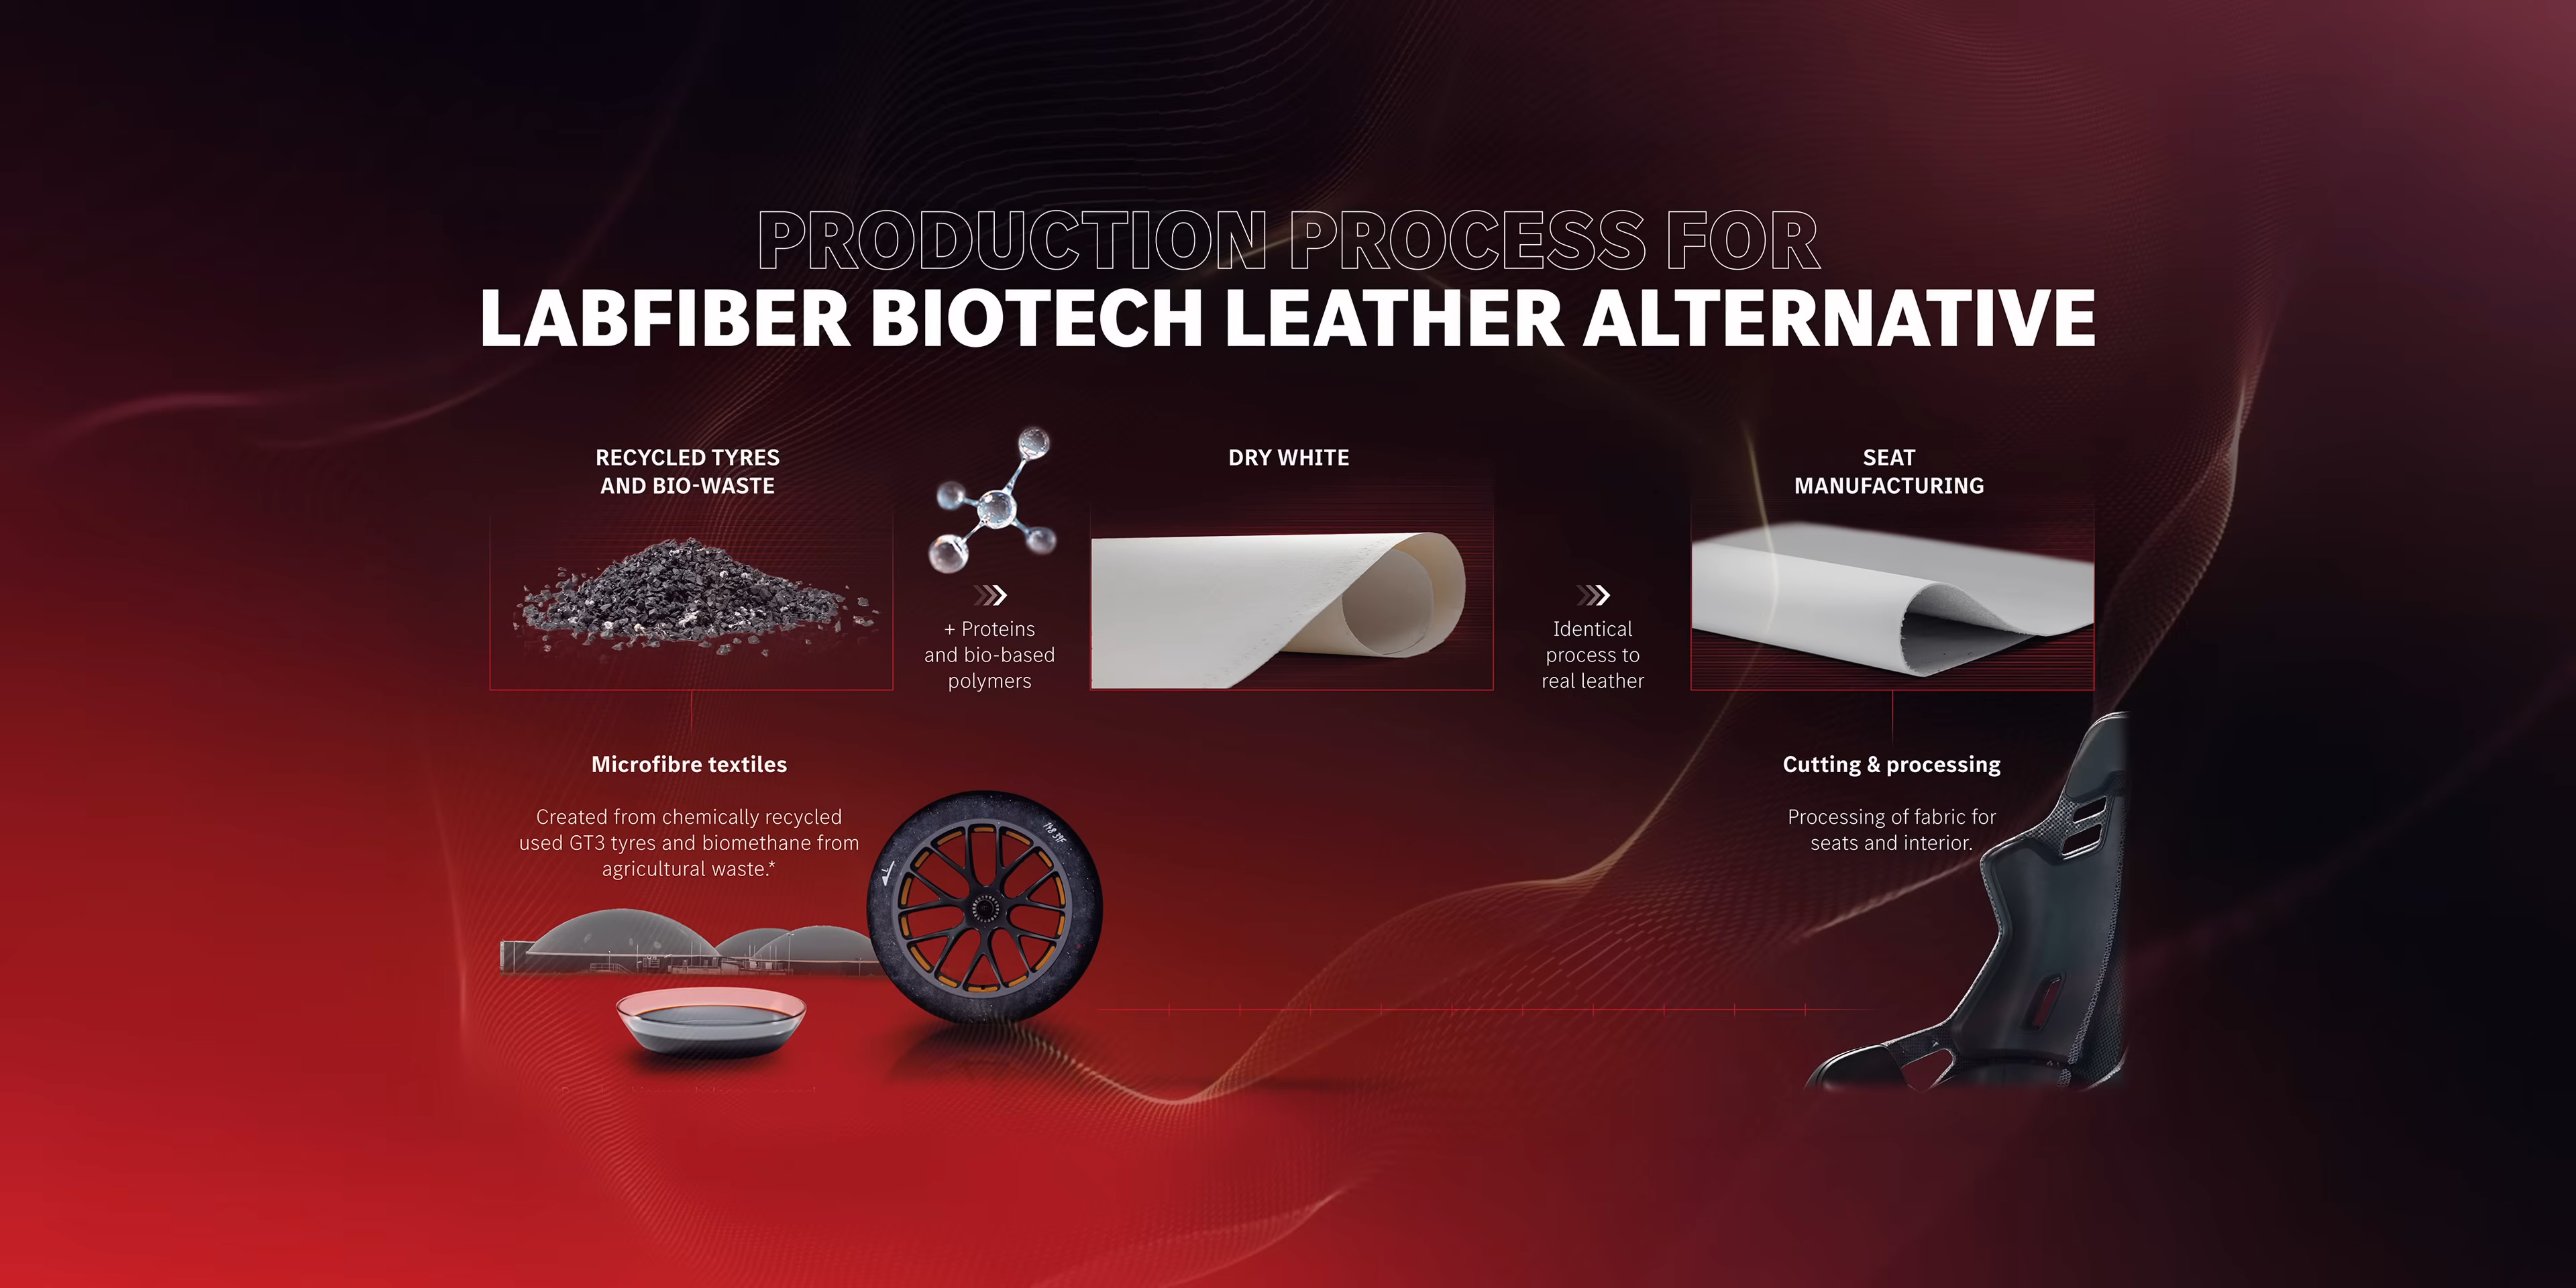 PRODUCTION PROCESS FOR
LABFIBER BIOTECH LEATHER ALTERNATIVE
RECYCLED TYRES
AND BIO-WASTE
+ Proteins
and bio-based
polymers
DRY WHITE
Identical
process to
real leather
SEAT
MANUFACTURING
Microfibre textiles
Created from chemically recycled
used GT3 tyres and biomethane from
agricultural waste.*
Cutting & processing
Processing of fabric for
seats and interior.